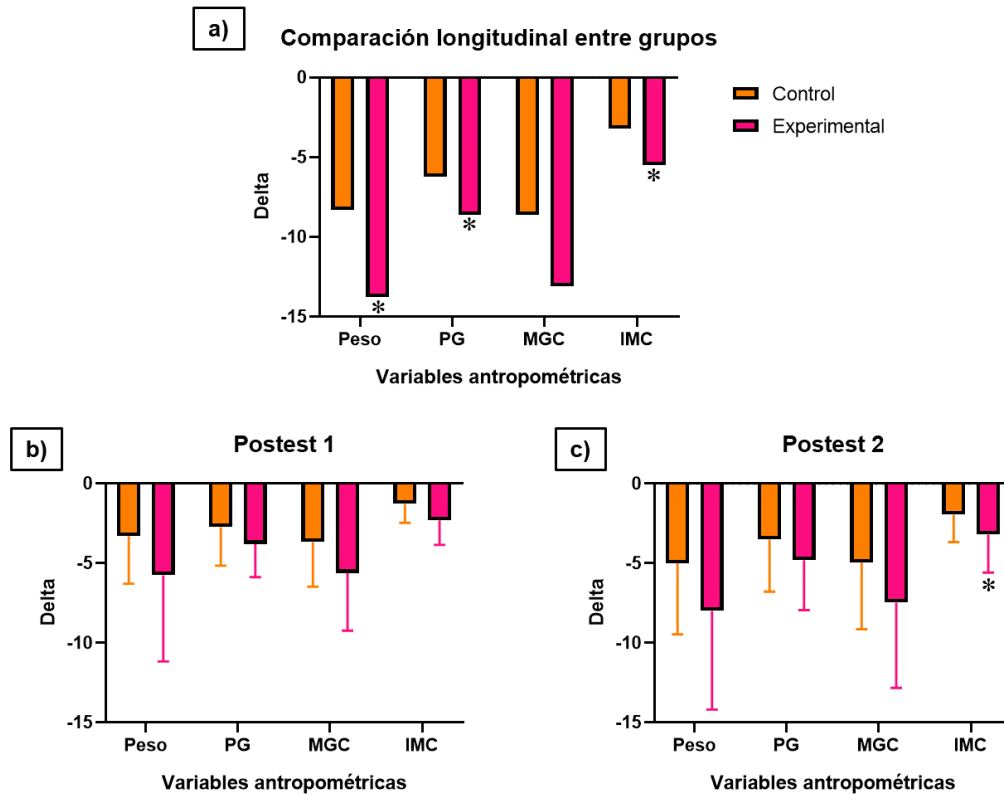 a)
Comparación longitudinal entre grupos
0
-5
-10
-15
Delta
*
*
*
Peso PG MGC IMC
Variables antropométricas
Control
Experimental
b)
Postest 1
0
-5
-10
-15
Delta
Peso PG MGC IMC
Variables antropométricas
c)
Postest 2
0
-5
-10
-15
Delta
*
Peso PG MGC IMC
Variables antropométricas